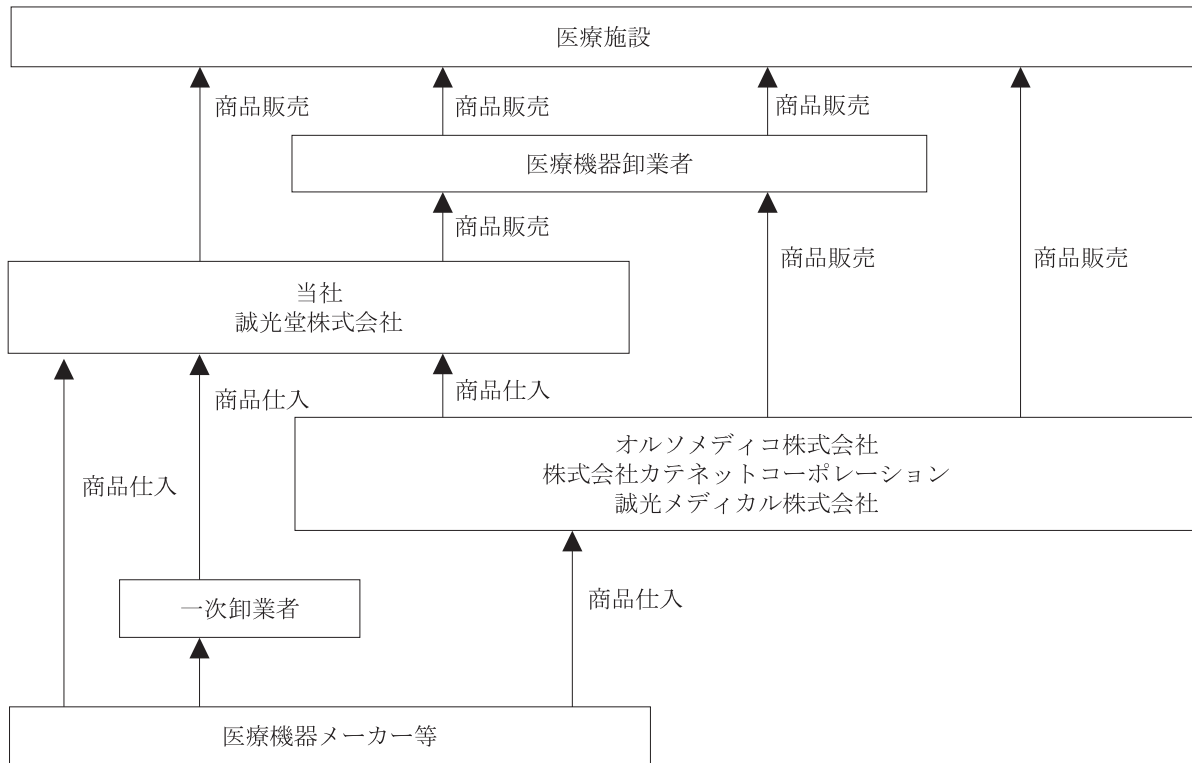 医療施設
商品販売
商品販売
商品販売
医療機器卸業者
商品販売
商品販売
商品販売
当社
誠光堂株式会社
商品仕入
商品仕入
オルソメディコ株式会社
株式会社カテネットコーポレーション
誠光メディカル株式会社
商品仕入
一次卸業者
商品仕入
医療機器メーカー等